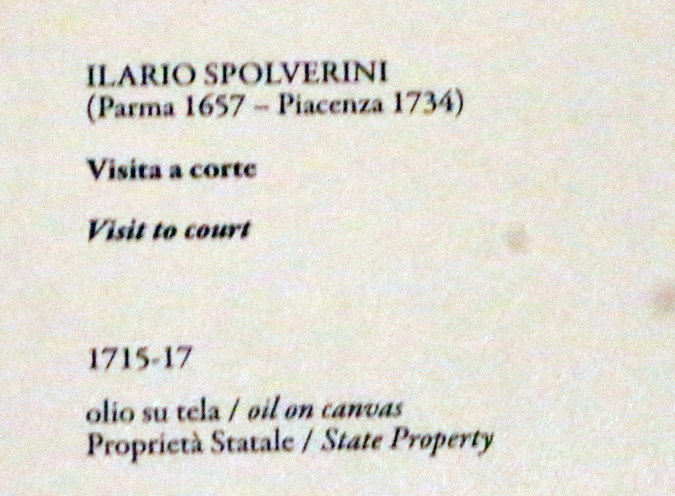 ILARIO SPOLVERINI
(Parma 1657 – Piacenza 1734)
Visita a corte
Visit to court
1715-17
olio su tela / oil on canvas
Proprietà Statale / State Property